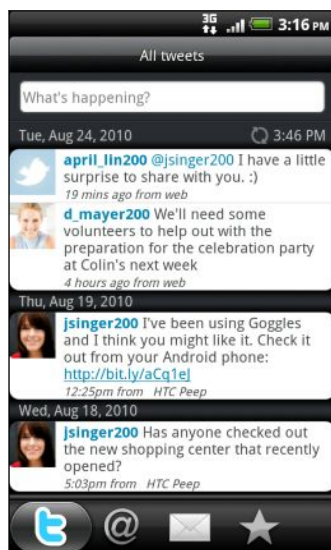 3G 3:16 PM
All tweets
What's happening?
Tue, Aug 24, 2010 3:46 PM
april_lin200 @jsinger200 I have a little
surprise to share with you. :)
19 mins ago from web
d_mayer200 We'll need some
volunteers to help out with the
preparation for the celebration party
at Colin's next week
4 hours ago from web
Thu, Aug 19, 2010
jsinger200 I've been using Goggles
and I think you might like it. Check it
out from your Android phone:
http://bit.ly/aCq1eJ
12:25pm from HTC Peep
Wed, Aug 18, 2010
jsinger200 Has anyone checked out
the new shopping center that recently
opened?
5:03pm from HTC Peep